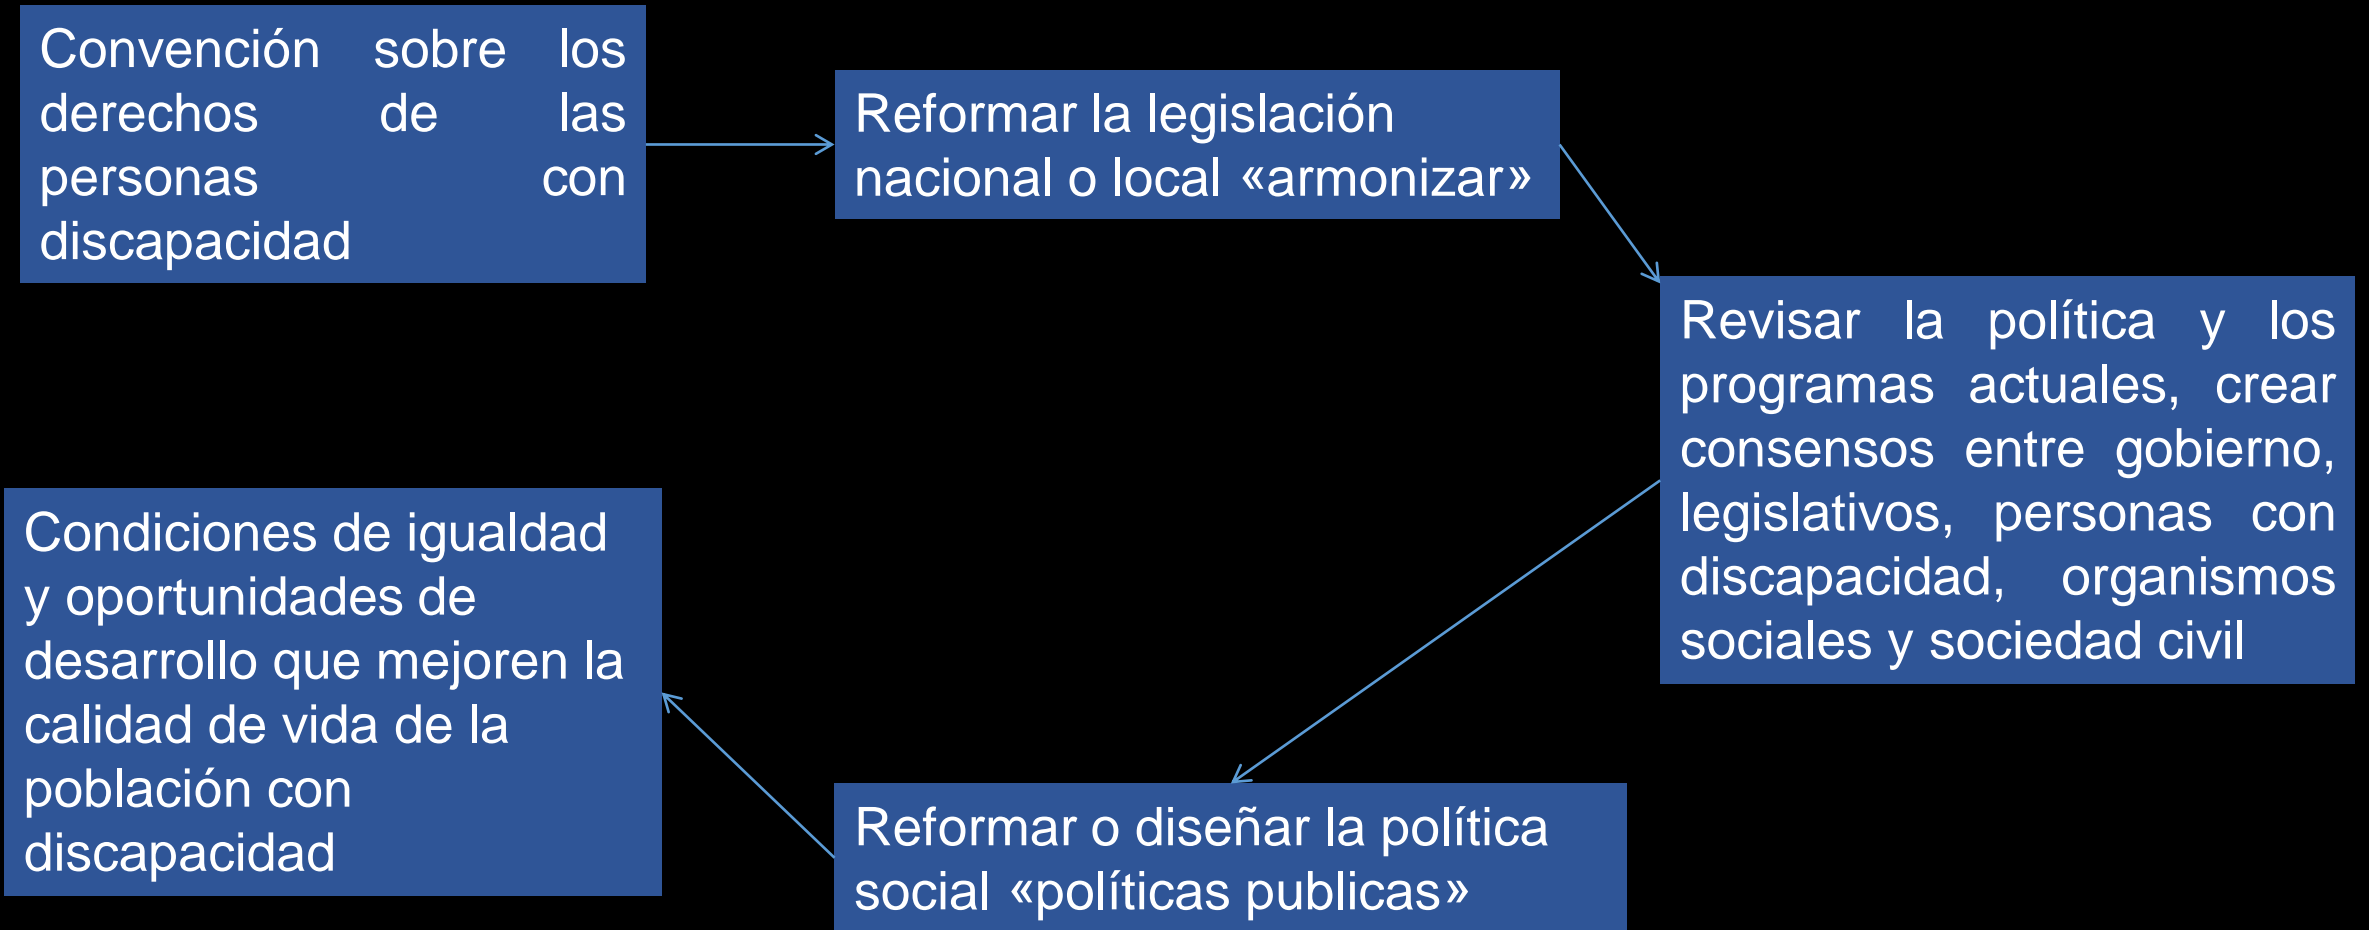 Convención sobre los
derechos de las
personas con
discapacidad
Reformar la legislación
nacional o local «armonizar»
Revisar la política y los
programas actuales, crear
consensos entre gobierno,
legislativos, personas con
discapacidad, organismos
sociales y sociedad civil
Reformar o diseñar la política
social «políticas publicas»
Condiciones de igualdad
y oportunidades de
desarrollo que mejoren la
calidad de vida de la
población con
discapacidad